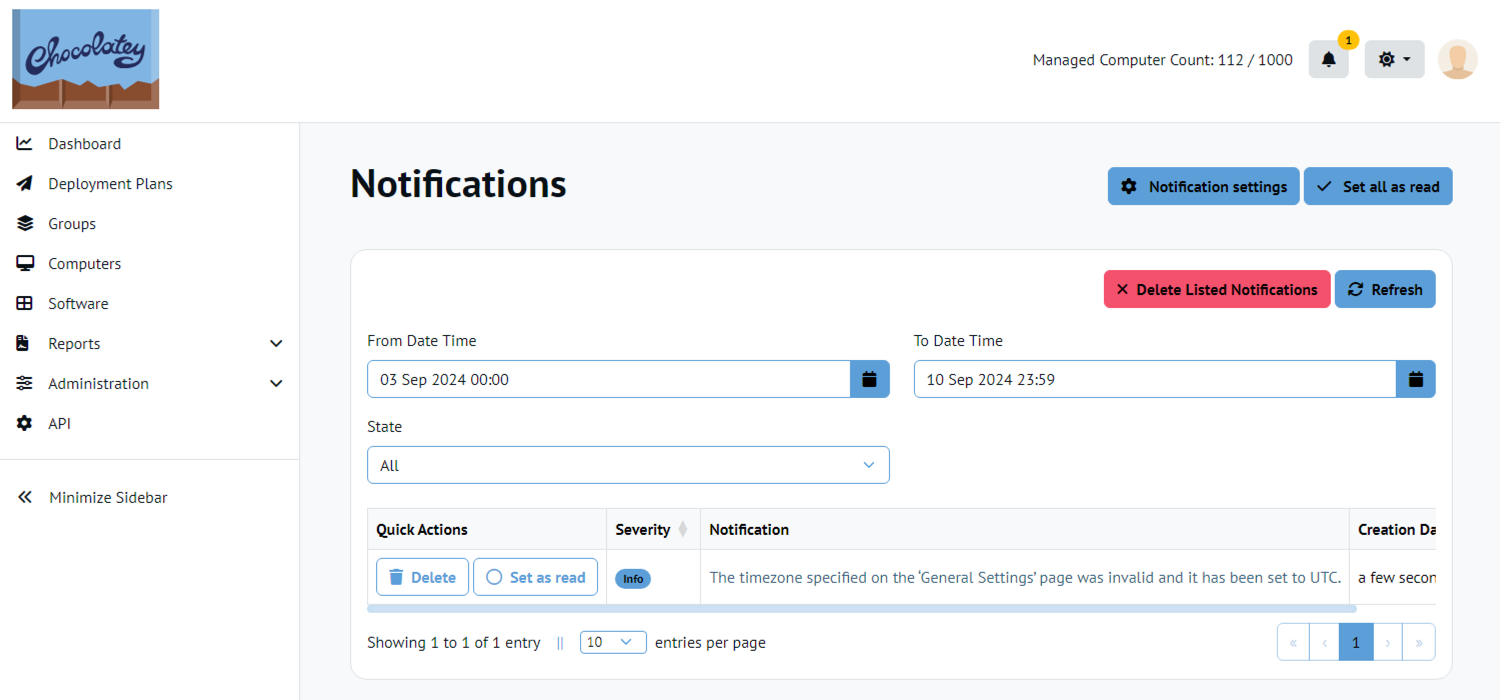 Chocolatey
Managed Computer Count: 112 / 1000
1
Dashboard
Deployment Plans
Groups
Computers
Software
Reports
Administration
API
Minimize Sidebar
Notifications
Notification settings
Set all as read
Delete Listed Notifications
Refresh
From Date Time
To Date Time
03 Sep 2024 00:00
10 Sep 2024 23:59
State
All
Quick Actions Severity Notification Creation Da
Delete Set as read Info The timezone specified on the ‘General Settings’ page was invalid and it has been set to UTC. a few secon
Showing 1 to 1 of 1 entry || 10 entries per page
« ‹ 1 › »